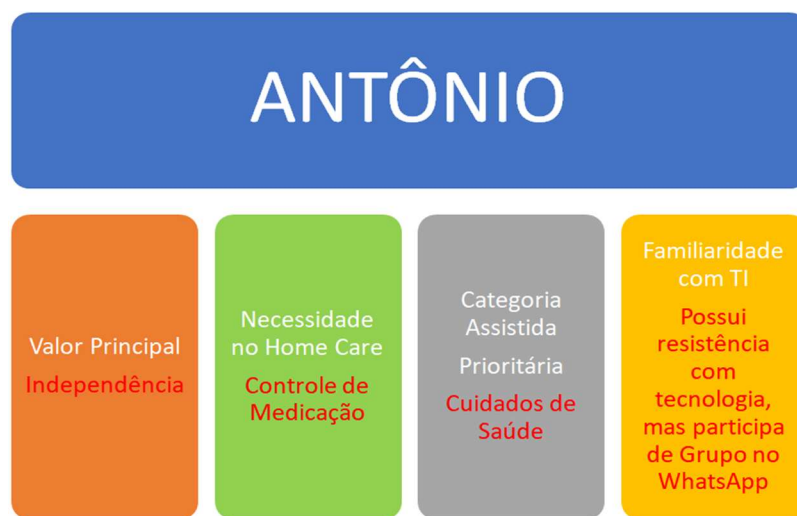 ANTÔNIO
Valor Principal
Independência
Necessidade
no Home Care
Controle de
Medicação
Categoria
Assistida
Prioritária
Cuidados de
Saúde
Familiaridade
com TI
Possui
resistência
com
tecnologia,
mas participa
de Grupo no
WhatsApp